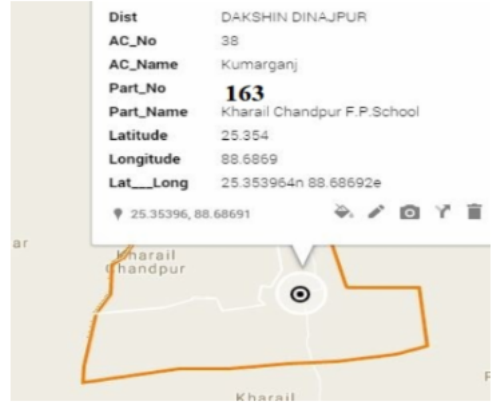 Dist DAKSHIN DINAJPUR
AC_No 38
AC_Name Kumarganj
Part_No 163
Part_Name Kharail Chandpur F.P.School
Latitude 25.354
Longitude 88.6869
Lat___Long 25.353964n 88.68692e
25.35396, 88.68691
ar
Kharail
Chandpur
Kharail